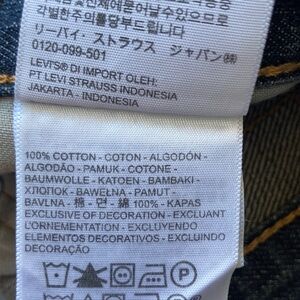 각별한 주의를 당부드립니다
リーバイ・ストラウス ジャパン㈱
0120-099-501
LEVI'S® DI IMPORT OLEH:
PT LEVI STRAUSS INDONESIA
JAKARTA - INDONESIA
100% COTTON - COTON - ALGODÓN -
ALGODÃO - PAMUK - COTONE -
BAUMWOLLE - KATOEN - BAMBAKI -
ХЛОПОК - BAWEŁNA - PAMUT -
BAVLNA - 棉 - 면 - 綿 100% - KAPAS
EXCLUSIVE OF DECORATION - EXCLUANT
L'ORNEMENTATION - EXCLUYENDO
ELEMENTOS DECORATIVOS - EXCLUINDO
DECORAÇÃO
P